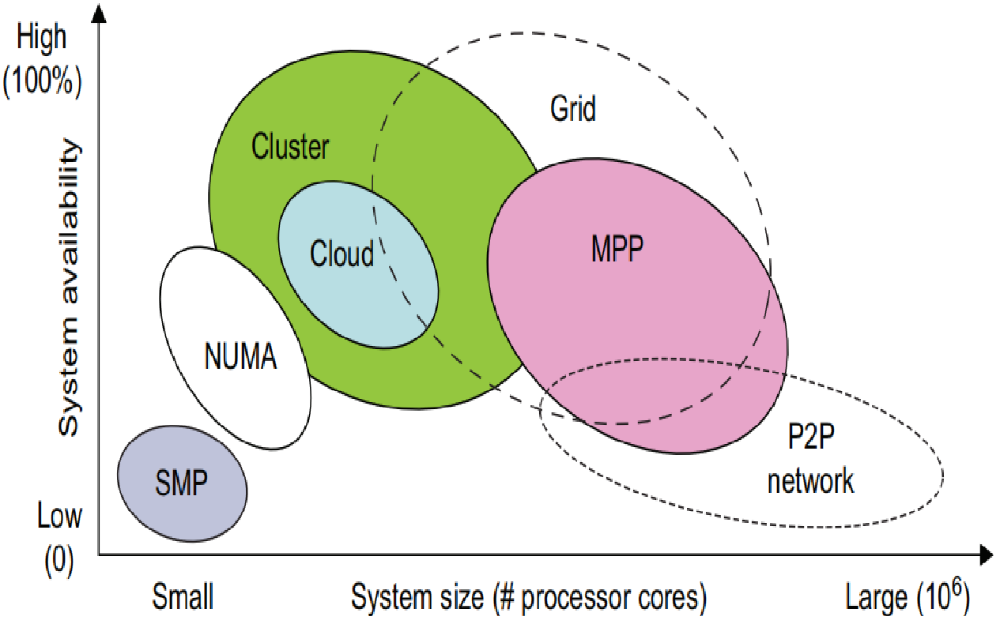 High
(100%)
System availability
Low
(0)
Cluster
Grid
Cloud
MPP
NUMA
SMP
P2P
network
Small
System size (# processor cores)
Large (10⁶)